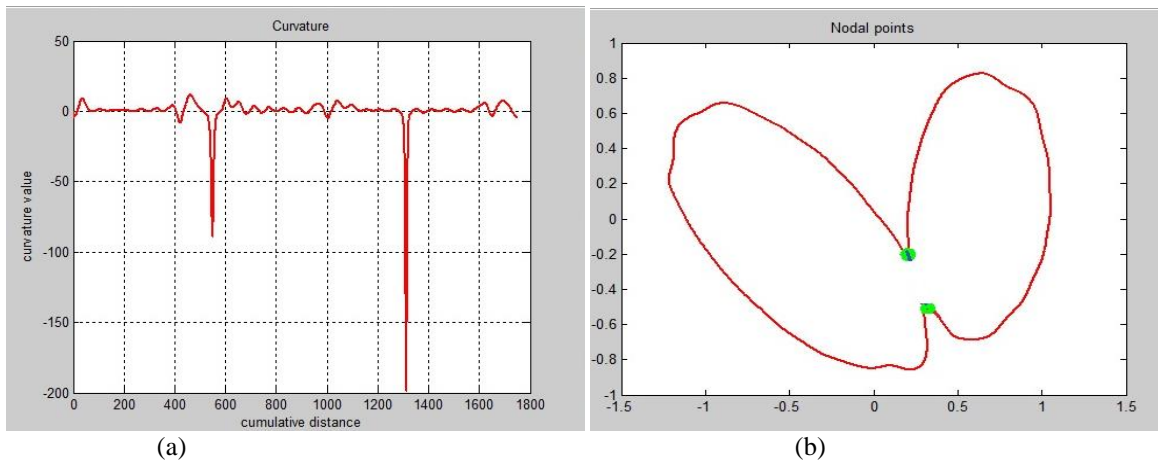 Curvature
50
0
-50
-100
-150
-200
curvature value
0 200 400 600 800 1000 1200 1400 1600 1800
cumulative distance
(a)
Nodal points
1
0.8
0.6
0.4
0.2
0
-0.2
-0.4
-0.6
-0.8
-1
-1.5 -1 -0.5 0 0.5 1 1.5
(b)